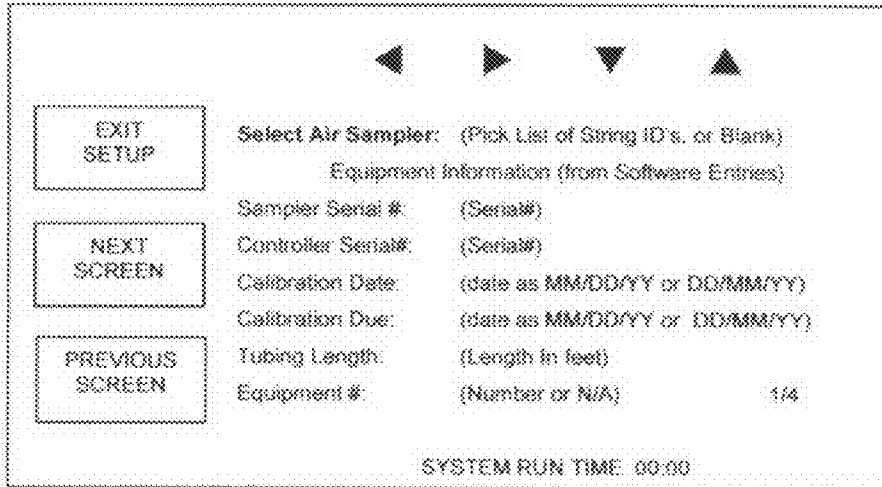 EXIT
SETUP
NEXT
SCREEN
PREVIOUS
SCREEN
Select Air Sampler: (Pick List of String ID's, or Blank)
Equipment Information (from Software Entries)
Sampler Serial #: (Serial#)
Controller Serial#: (Serial#)
Calibration Date: (date as MM/DD/YY or DD/MM/YY)
Calibration Due: (date as MM/DD/YY or DD/MM/YY)
Tubing Length: (Length In feet)
Equipment #: (Number or N/A) 1/4
SYSTEM RUN TIME 00:00